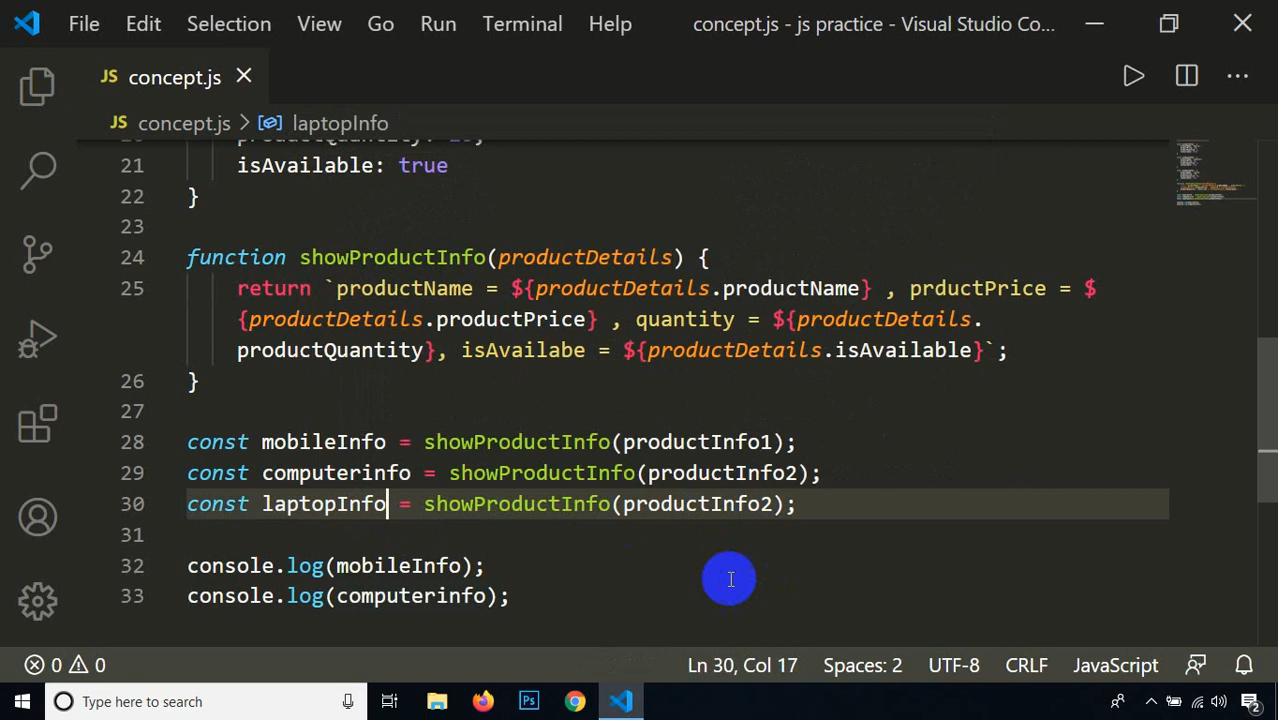 File Edit Selection View Go Run Terminal Help concept.js - js practice - Visual Studio Co...
JS concept.js
JS concept.js > laptopInfo
21 isAvailable: true
22 }
23
24 function showProductInfo(productDetails) {
25 return `productName = ${productDetails.productName} , prductPrice = $
{productDetails.productPrice} , quantity = ${productDetails.
productQuantity}, isAvailabe = ${productDetails.isAvailable}`;
26 }
27
28 const mobileInfo = showProductInfo(productInfo1);
29 const computerinfo = showProductInfo(productInfo2);
30 const laptopInfo = showProductInfo(productInfo2);
31
32 console.log(mobileInfo);
33 console.log(computerinfo);
0 0 Ln 30, Col 17 Spaces: 2 UTF-8 CRLF JavaScript
Type here to search Ps 2